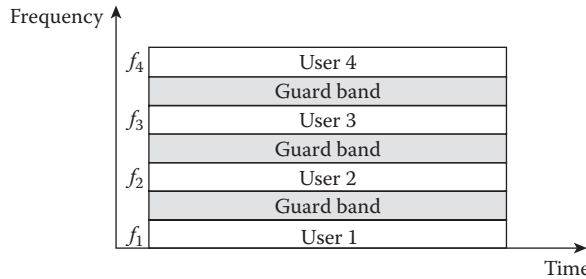 Frequency
f4 User 4
Guard band
f3 User 3
Guard band
f2 User 2
Guard band
f1 User 1
Time